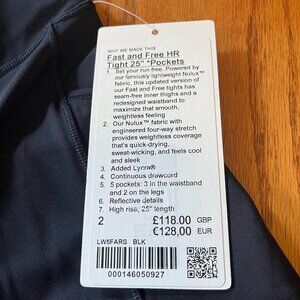 WHY WE MADE THIS
Fast and Free HR
Tight 25" *Pockets
1. Set your run free. Powered by
our famously lightweight Nulux™
fabric, this updated version of
our Fast and Free tights has
seam-free inner thighs and a
redesigned waistband to
maximize that smooth,
weightless feeling
2. Our Nulux™ fabric with
engineered four-way stretch
provides weightless coverage
that's quick-drying,
sweat-wicking, and feels cool
and sleek
3. Added Lycra®
4. Continuous drawcord
5. 5 pockets: 3 in the waistband
and 2 on the legs
6. Reflective details
7. High rise, 25" length
2 £118.00 GBP
€128,00 EUR
LW5FARS BLK
000146050927